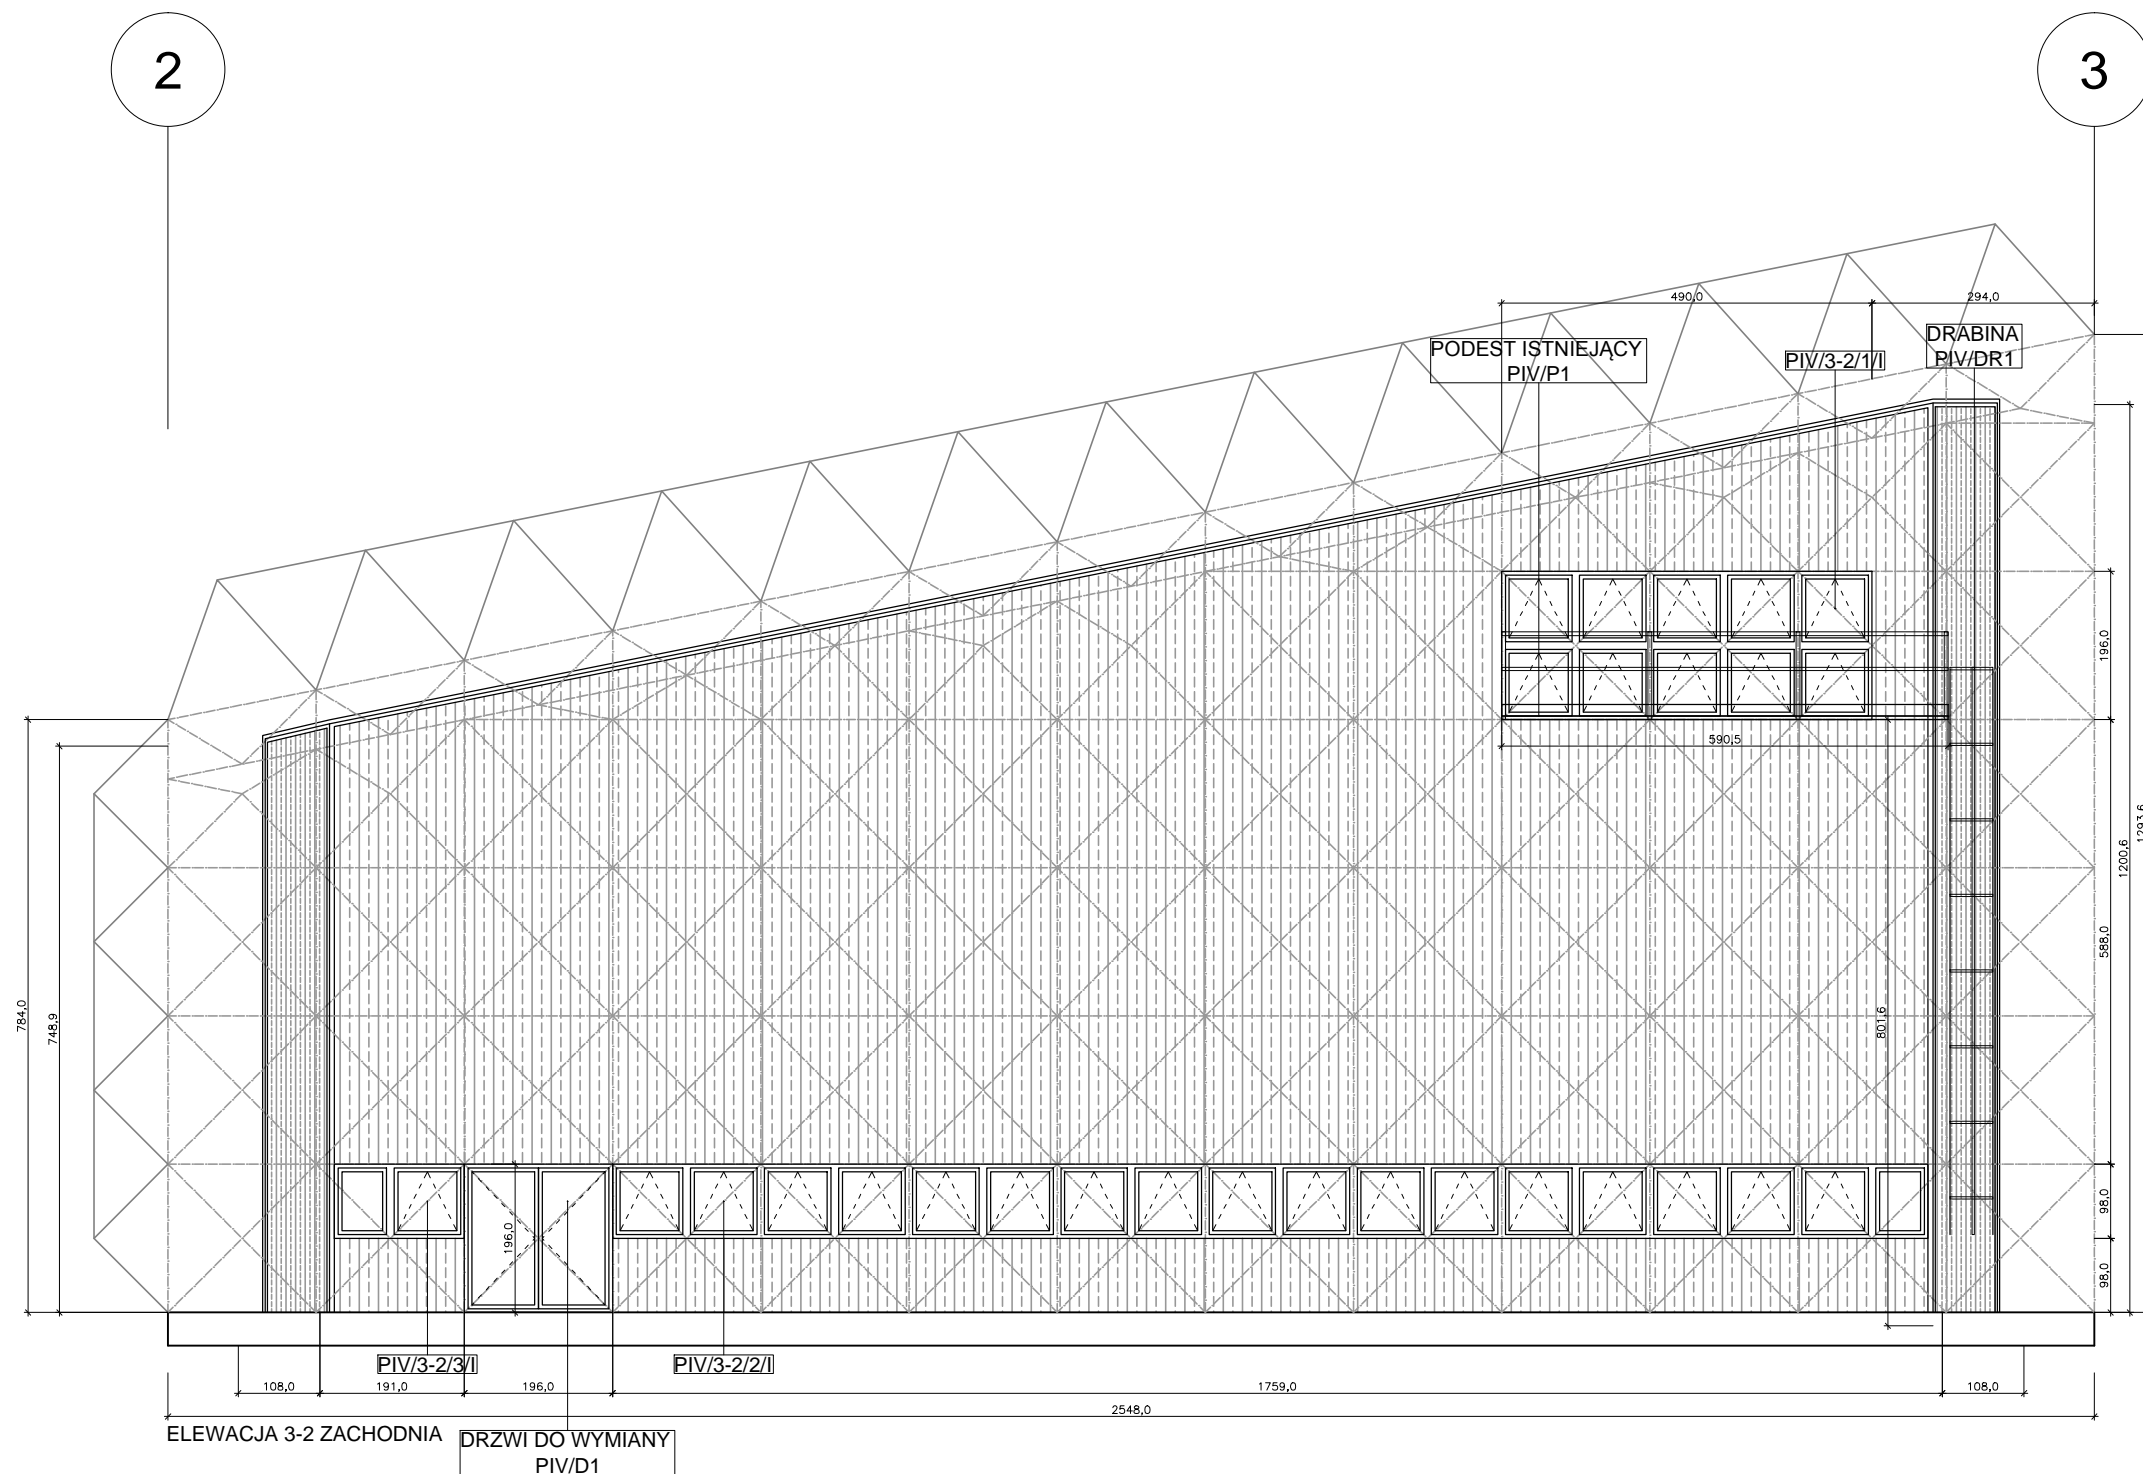 2
3
490,0
294,0
PODEST ISTNIEJĄCY
PIV/P1
PIV/3-2/1/I
DRABINA
PIV/DR1
590,5
196,0
588,0
98,0
98,0
1200,6
1293,6
801,6
784,0
748,9
196,0
PIV/3-2/3/I
PIV/3-2/2/I
108,0
191,0
196,0
1759,0
108,0
2548,0
ELEWACJA 3-2 ZACHODNIA
DRZWI DO WYMIANY
PIV/D1